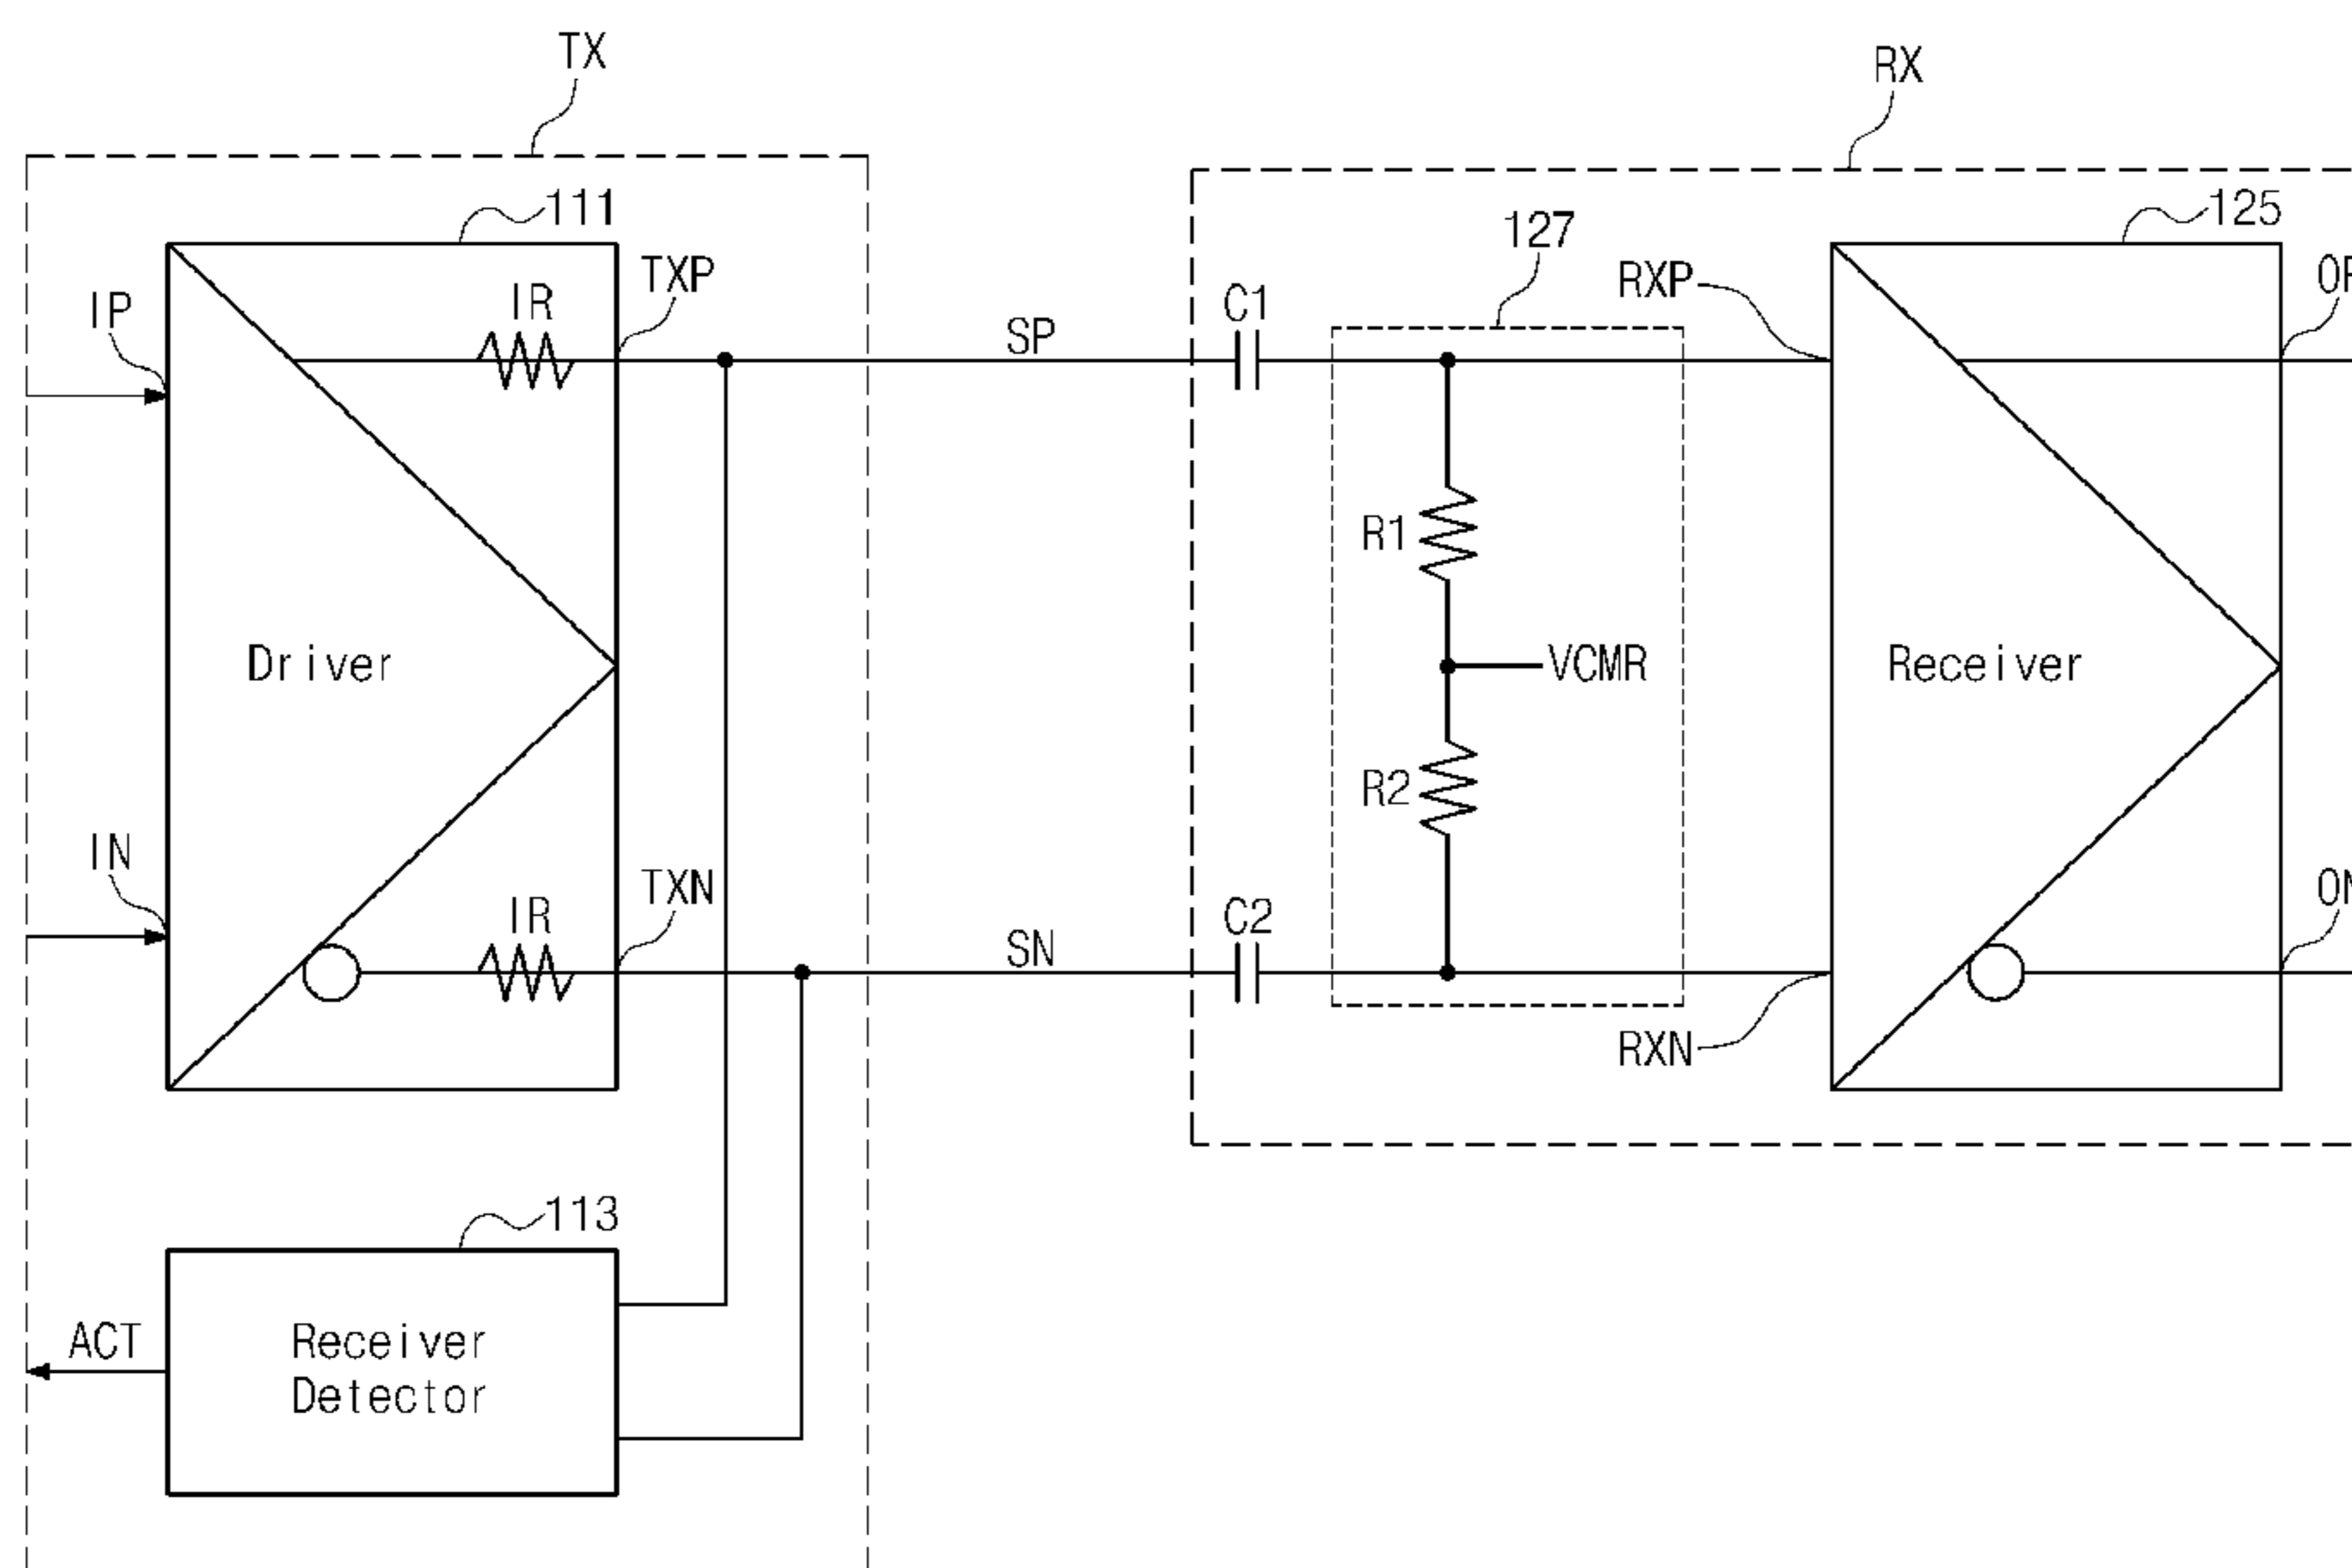 TX
RX
111
125
127
TXP
RXP
IP
IR
C1
SP
R1
Driver
VCMR
Receiver
R2
IN
IR
TXN
C2
SN
RXN
113
ACT
Receiver
Detector